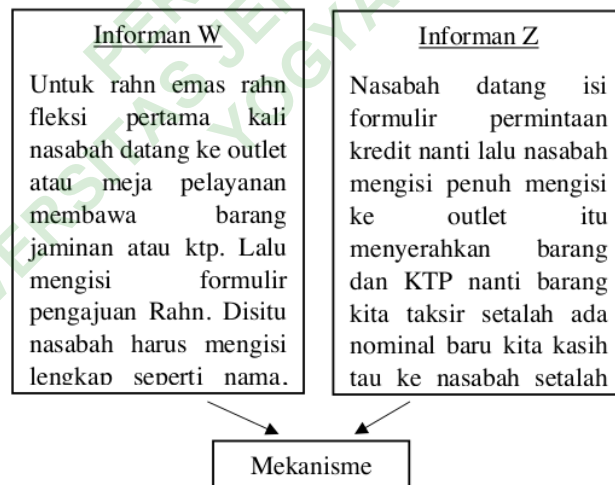 Informan W
Untuk rahn emas rahn
fleksi pertama kali
nasabah datang ke outlet
atau meja pelayanan
membawa barang
jaminan atau ktp. Lalu
mengisi formulir
pengajuan Rahn. Disitu
nasabah harus mengisi
lengkap seperti nama,
Informan Z
Nasabah datang isi
formulir permintaan
kredit nanti lalu nasabah
mengisi penuh mengisi
ke outlet itu
menyerahkan barang
dan KTP nanti barang
kita taksir setalah ada
nominal baru kita kasih
tau ke nasabah setalah
Mekanisme